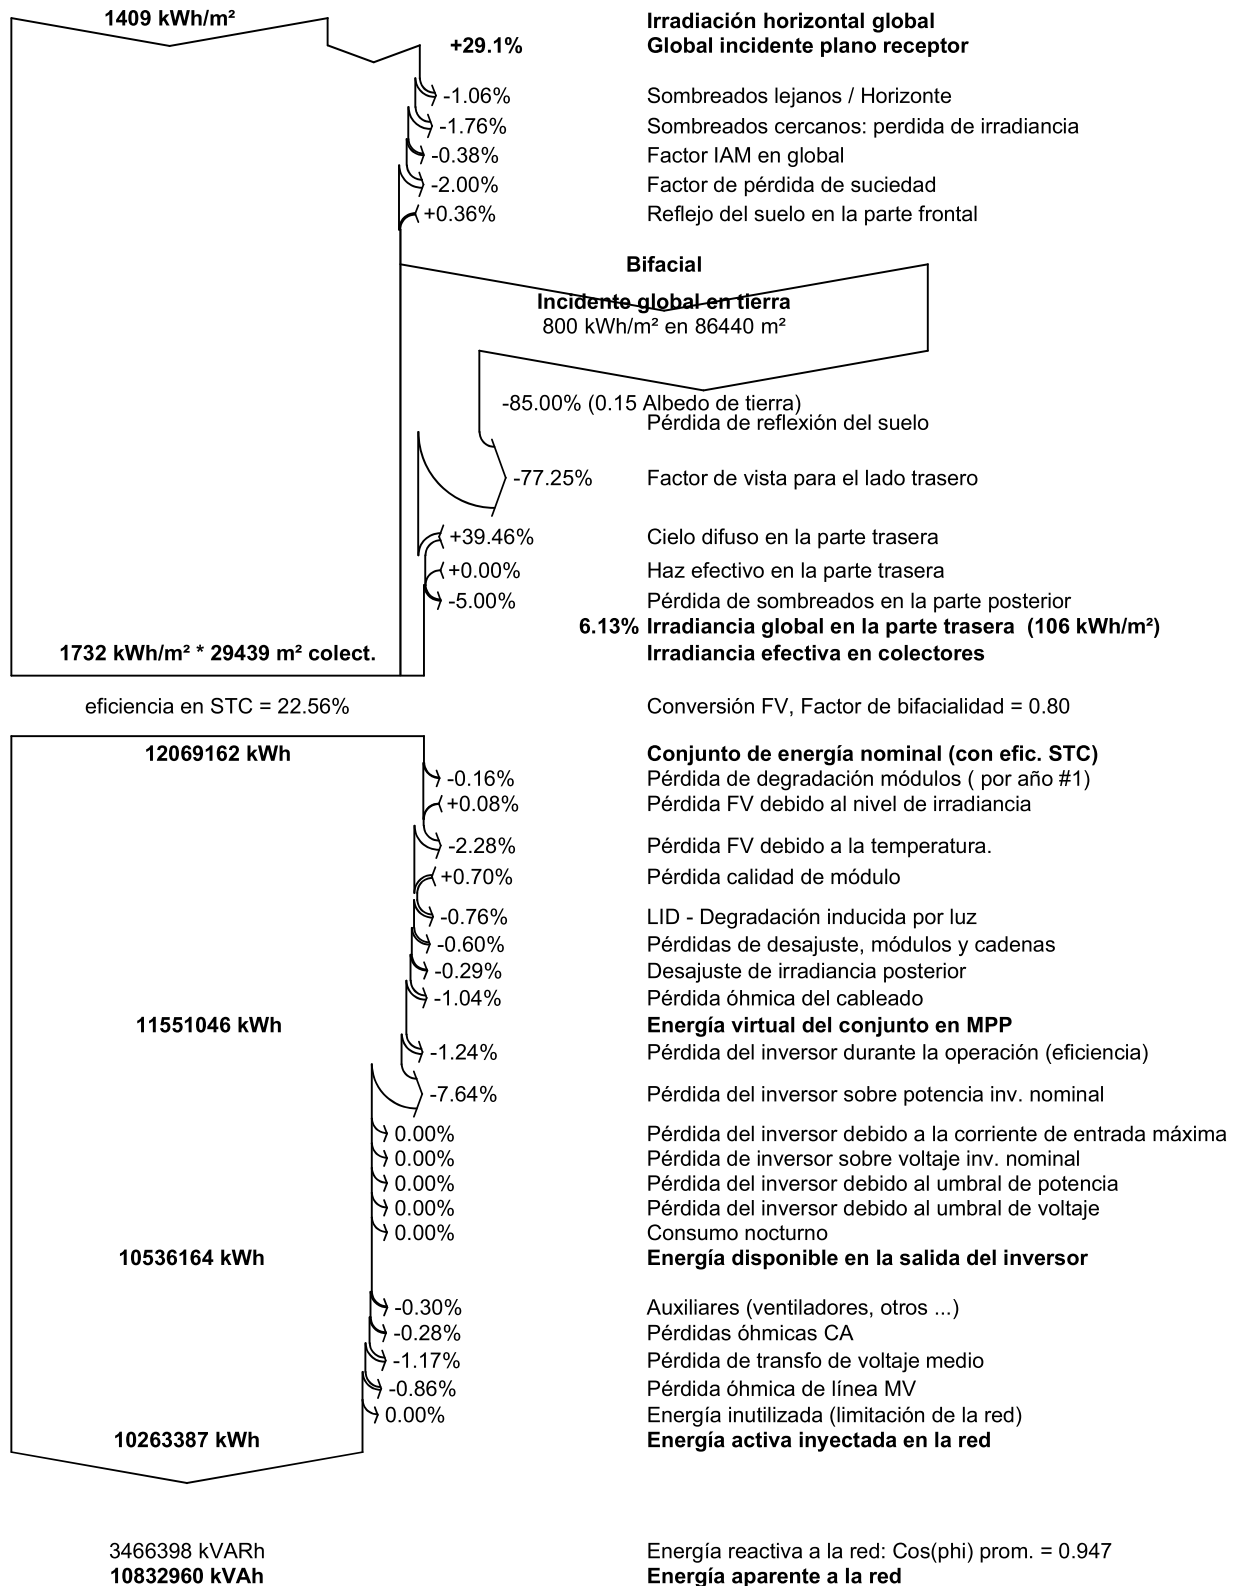 1409 kWh/m² Irradiación horizontal global
+29.1% Global incidente plano receptor
-1.06% Sombreados lejanos / Horizonte
-1.76% Sombreados cercanos: perdida de irradiancia
-0.38% Factor IAM en global
-2.00% Factor de pérdida de suciedad
+0.36% Reflejo del suelo en la parte frontal
Bifacial
Incidente global en tierra
800 kWh/m² en 86440 m²
-85.00% (0.15 Albedo de tierra)
Pérdida de reflexión del suelo
-77.25% Factor de vista para el lado trasero
+39.46% Cielo difuso en la parte trasera
+0.00% Haz efectivo en la parte trasera
-5.00% Pérdida de sombreados en la parte posterior
6.13% Irradiancia global en la parte trasera (106 kWh/m²)
1732 kWh/m² * 29439 m² colect. Irradiancia efectiva en colectores
eficiencia en STC = 22.56% Conversión FV, Factor de bifacialidad = 0.80
12069162 kWh Conjunto de energía nominal (con efic. STC)
-0.16% Pérdida de degradación módulos ( por año #1)
+0.08% Pérdida FV debido al nivel de irradiancia
-2.28% Pérdida FV debido a la temperatura.
+0.70% Pérdida calidad de módulo
-0.76% LID - Degradación inducida por luz
-0.60% Pérdidas de desajuste, módulos y cadenas
-0.29% Desajuste de irradiancia posterior
-1.04% Pérdida óhmica del cableado
11551046 kWh Energía virtual del conjunto en MPP
-1.24% Pérdida del inversor durante la operación (eficiencia)
-7.64% Pérdida del inversor sobre potencia inv. nominal
0.00% Pérdida del inversor debido a la corriente de entrada máxima
0.00% Pérdida de inversor sobre voltaje inv. nominal
0.00% Pérdida del inversor debido al umbral de potencia
0.00% Pérdida del inversor debido al umbral de voltaje
0.00% Consumo nocturno
10536164 kWh Energía disponible en la salida del inversor
-0.30% Auxiliares (ventiladores, otros ...)
-0.28% Pérdidas óhmicas CA
-1.17% Pérdida de transfo de voltaje medio
-0.86% Pérdida óhmica de línea MV
0.00% Energía inutilizada (limitación de la red)
10263387 kWh Energía activa inyectada en la red
3466398 kVARh Energía reactiva a la red: Cos(phi) prom. = 0.947
10832960 kVAh Energía aparente a la red